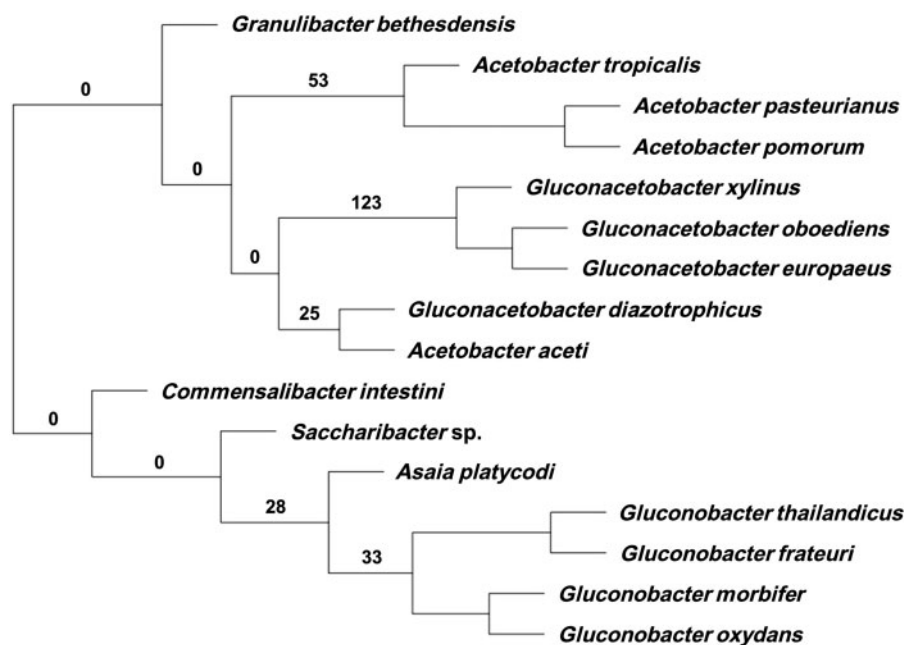 Granulibacter bethesdensis
Acetobacter tropicalis
53
0
Acetobacter pasteurianus
Acetobacter pomorum
0
Gluconacetobacter xylinus
123
Gluconacetobacter oboediens
0
Gluconacetobacter europaeus
Gluconacetobacter diazotrophicus
25
Acetobacter aceti
Commensalibacter intestini
0
Saccharibacter sp.
0
Asaia platycodi
28
Gluconobacter thailandicus
Gluconobacter frateuri
33
Gluconobacter morbifer
Gluconobacter oxydans